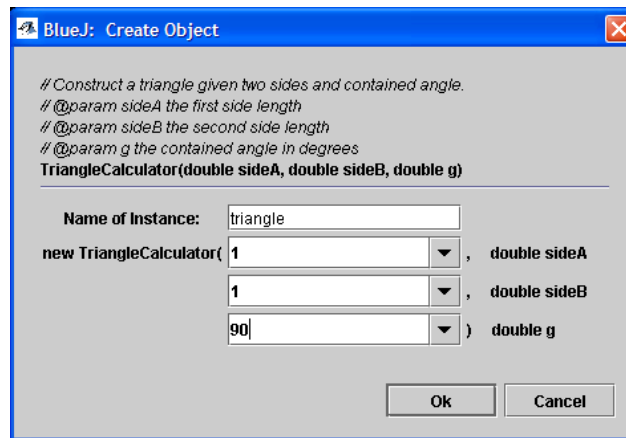 BlueJ: Create Object
// Construct a triangle given two sides and contained angle.
// @param sideA the first side length
// @param sideB the second side length
// @param g the contained angle in degrees
TriangleCalculator(double sideA, double sideB, double g)
Name of Instance: triangle
new TriangleCalculator( 1 , double sideA
1 , double sideB
90 ) double g
Ok Cancel